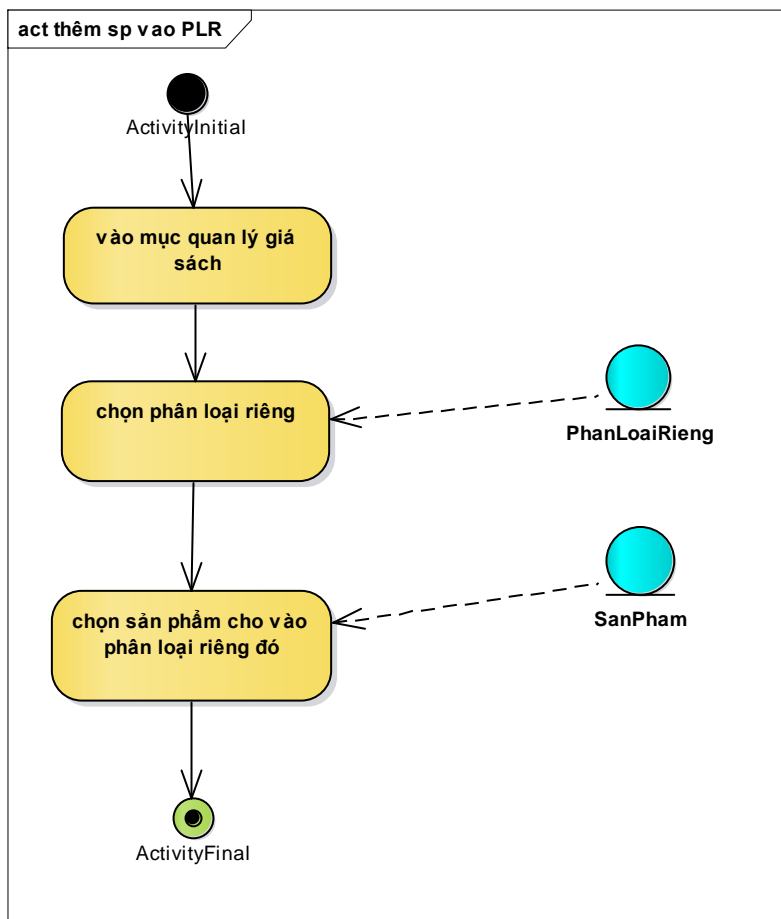 act thêm sp vao PLR
ActivityInitial
vào mục quan lý giá
sách
chọn phân loại riêng
PhanLoaiRieng
chọn sản phẩm cho vào
phân loại riêng đó
SanPham
ActivityFinal